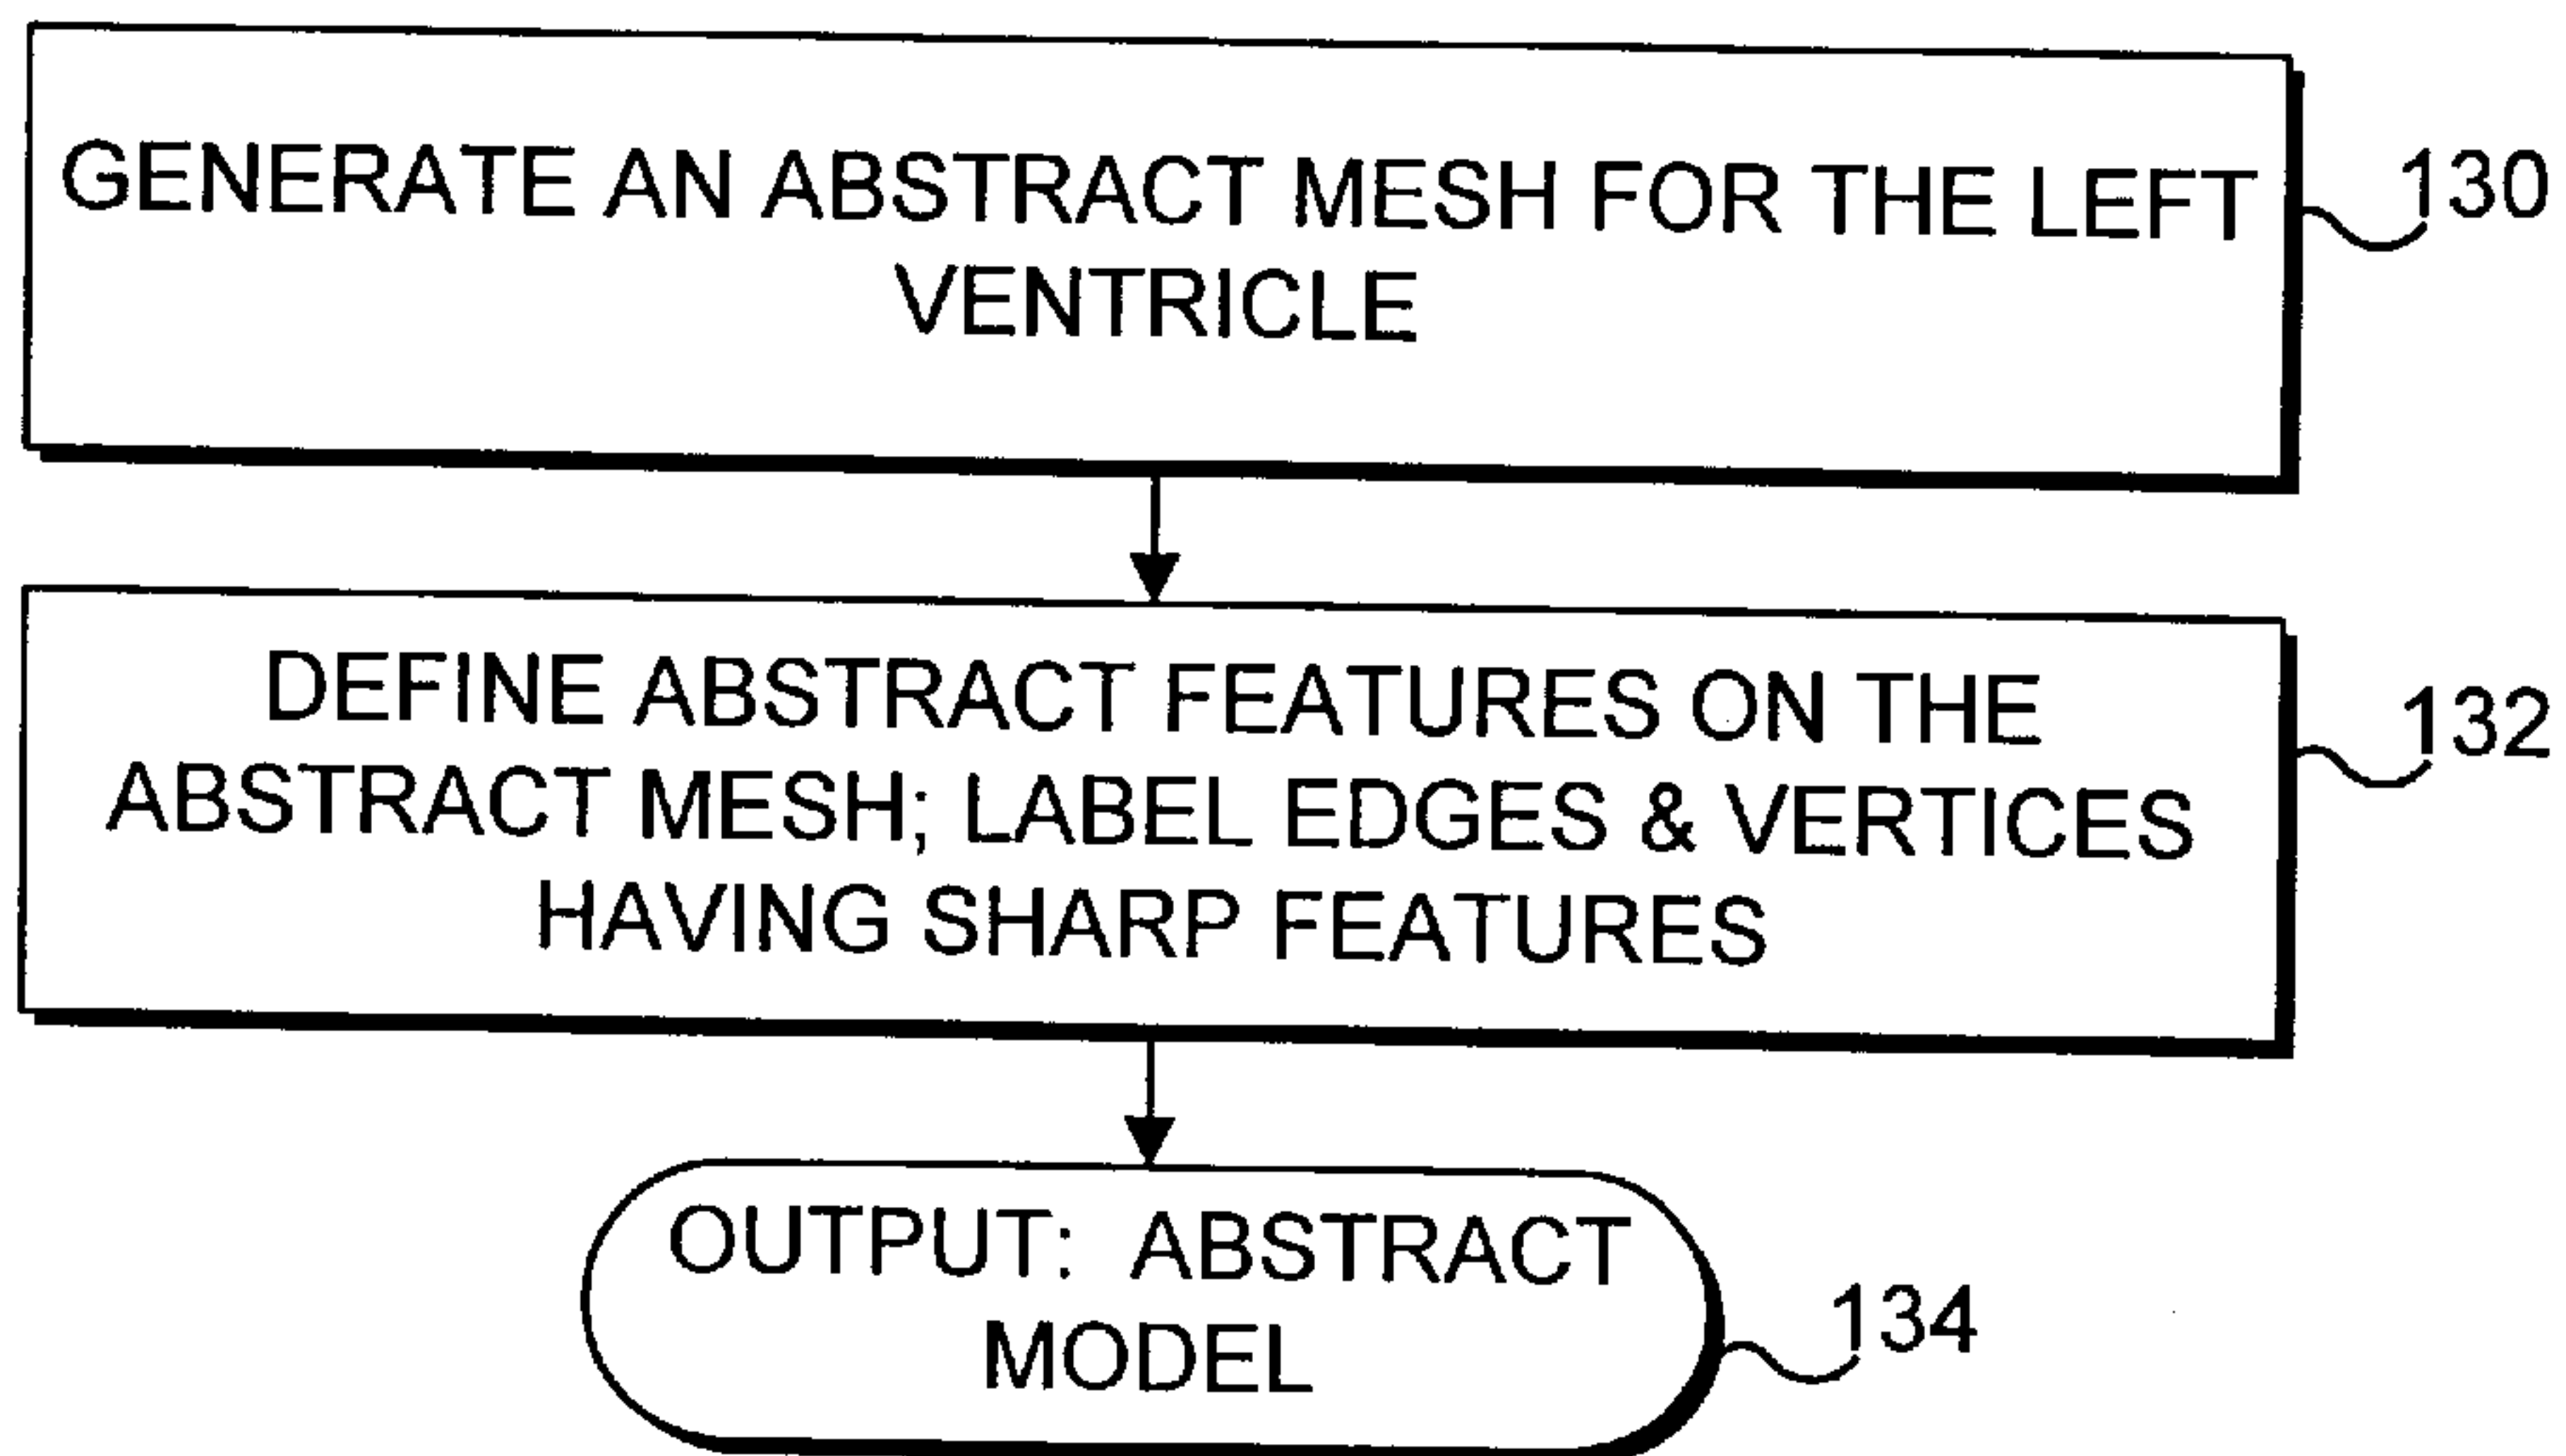 GENERATE AN ABSTRACT MESH FOR THE LEFT
VENTRICLE
130
DEFINE ABSTRACT FEATURES ON THE
ABSTRACT MESH; LABEL EDGES & VERTICES
HAVING SHARP FEATURES
132
OUTPUT: ABSTRACT
MODEL
134